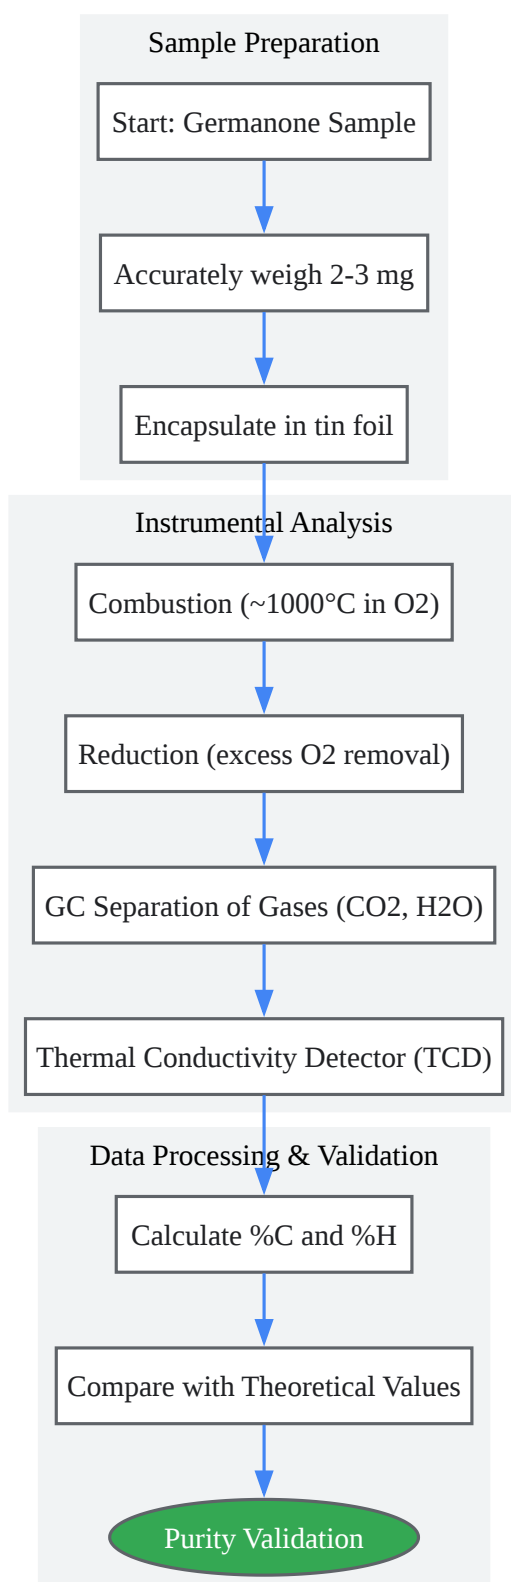 Sample Preparation
Start: Germanone Sample
Accurately weigh 2-3 mg
Encapsulate in tin foil
Instrumental Analysis
Combustion (~1000°C in O2)
Reduction (excess O2 removal)
GC Separation of Gases (CO2, H2O)
Thermal Conductivity Detector (TCD)
Data Processing & Validation
Calculate %C and %H
Compare with Theoretical Values
Purity Validation